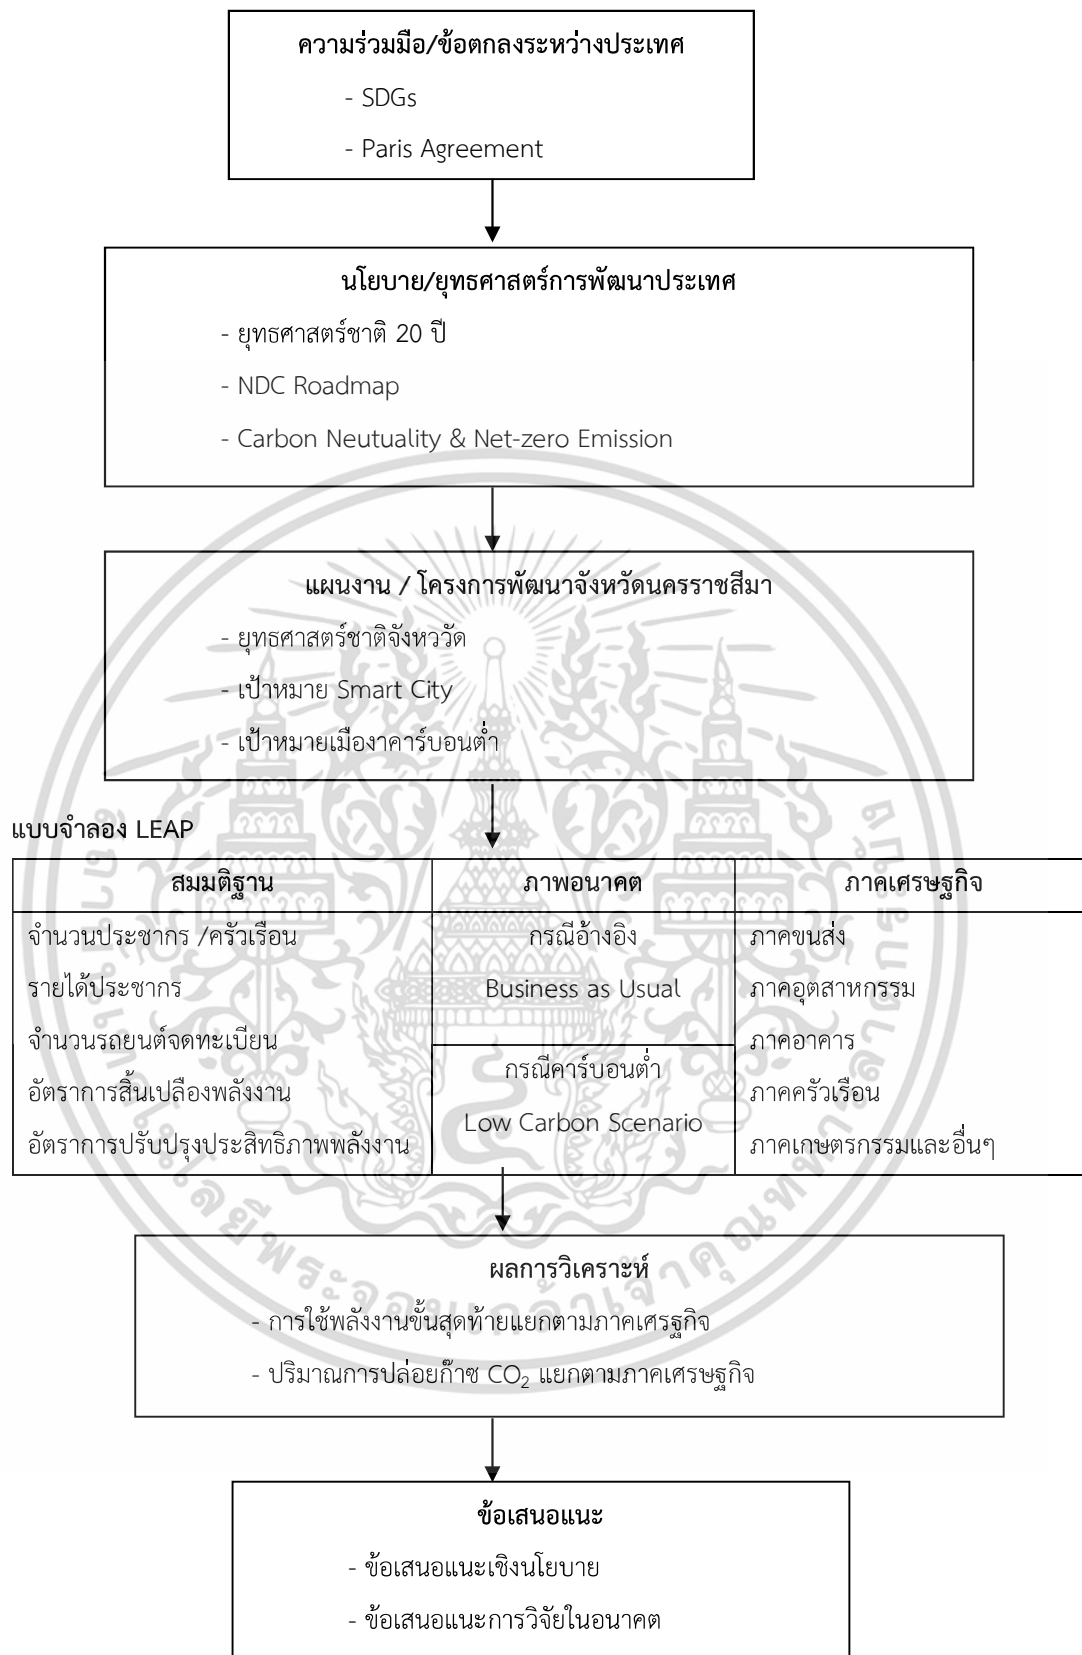 ความร่วมมือ/ข้อตกลงระหว่างประเทศ
- SDGs
- Paris Agreement
นโยบาย/ยุทธศาสตร์การพัฒนาประเทศ
- ยุทธศาสตร์ชาติ 20 ปี
- NDC Roadmap
- Carbon Neutuality & Net-zero Emission
แผนงาน / โครงการพัฒนาจังหวัดนครราชสีมา
- ยุทธศาสตร์ชาติจังหววัด
- เป้าหมาย Smart City
- เป้าหมายเมืองาคาร์บอนต่ำ
แบบจำลอง LEAP
สมมติฐาน
จำนวนประชากร /ครัวเรือน
รายได้ประชากร
จำนวนรถยนต์จดทะเบียน
อัตราการสิ้นเปลืองพลังงาน
อัตราการปรับปรุงประสิทธิภาพพลังงาน
ภาพอนาคต
กรณีอ้างอิง
Business as Usual
กรณีคาร์บอนต่ำ
Low Carbon Scenario
ภาคเศรษฐกิจ
ภาคขนส่ง
ภาคอุตสาหกรรม
ภาคอาคาร
ภาคครัวเรือน
ภาคเกษตรกรรมและอื่นๆ
ผลการวิเคราะห์
- การใช้พลังงานขั้นสุดท้ายแยกตามภาคเศรฐกิจ
- ปริมาณการปล่อยก๊าซ CO₂ แยกตามภาคเศรษฐกิจ
ข้อเสนอแนะ
- ข้อเสนอแนะเชิงนโยบาย
- ข้อเสนอแนะการวิจัยในอนาคต